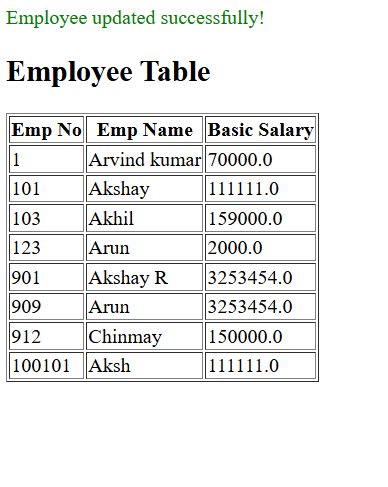 Employee updated successfully!
Employee Table
Emp No Emp Name Basic Salary
1 Arvind kumar 70000.0
101 Akshay 111111.0
103 Akhil 159000.0
123 Arun 2000.0
901 Akshay R 3253454.0
909 Arun 3253454.0
912 Chinmay 150000.0
100101 Aksh 111111.0